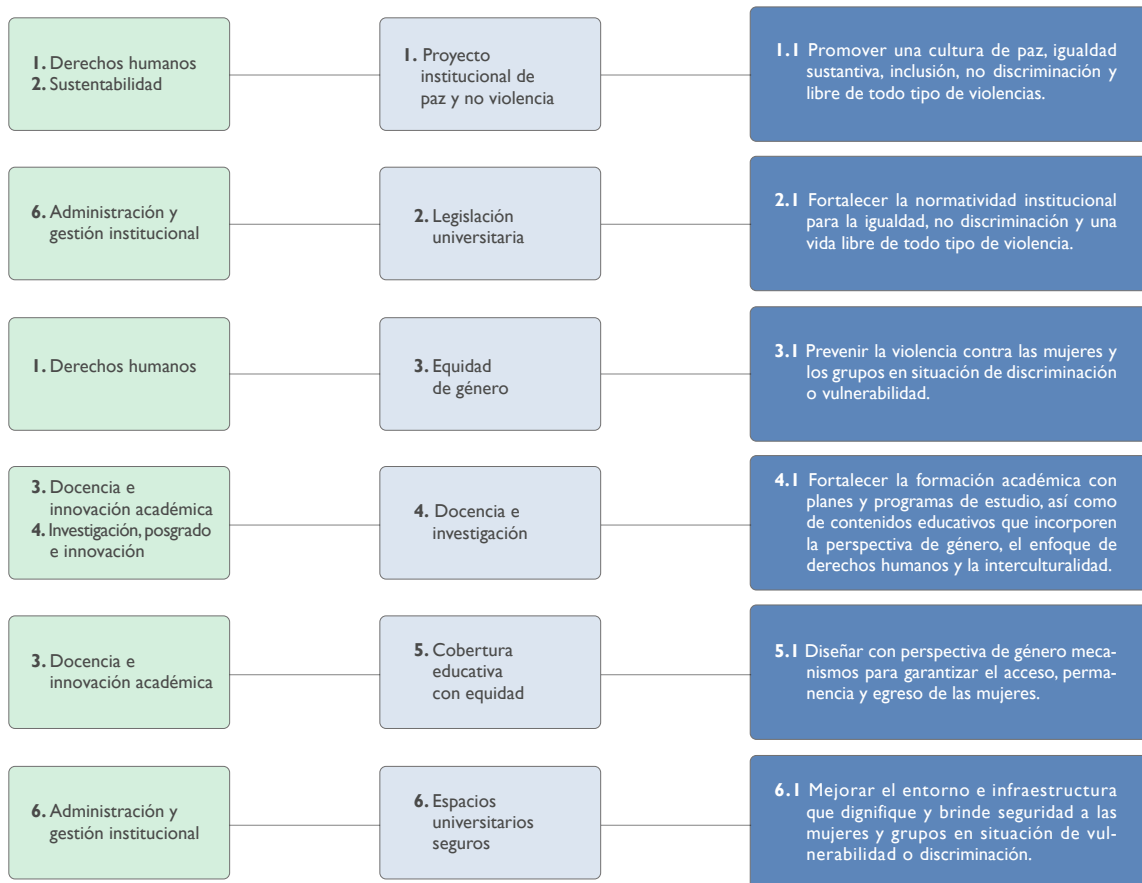 1. Derechos humanos
2. Sustentabilidad
1. Proyecto
institucional de
paz y no violencia
1.1 Promover una cultura de paz, igualdad
sustantiva, inclusión, no discriminación y
libre de todo tipo de violencias.
6. Administración y
gestión institucional
2. Legislación
universitaria
2.1 Fortalecer la normatividad institucional
para la igualdad, no discriminación y una
vida libre de todo tipo de violencia.
1. Derechos humanos
3. Equidad
de género
3.1 Prevenir la violencia contra las mujeres y
los grupos en situación de discriminación
o vulnerabilidad.
3. Docencia e
innovación académica
4. Investigación, posgrado
e innovación
4. Docencia e
investigación
4.1 Fortalecer la formación académica con
planes y programas de estudio, así como
de contenidos educativos que incorporen
la perspectiva de género, el enfoque de
derechos humanos y la interculturalidad.
3. Docencia e
innovación académica
5. Cobertura
educativa
con equidad
5.1 Diseñar con perspectiva de género meca-
nismos para garantizar el acceso, perma-
nencia y egreso de las mujeres.
6. Administración y
gestión institucional
6. Espacios
universitarios
seguros
6.1 Mejorar el entorno e infraestructura
que dignifique y brinde seguridad a las
mujeres y grupos en situación de vul-
nerabilidad o discriminación.